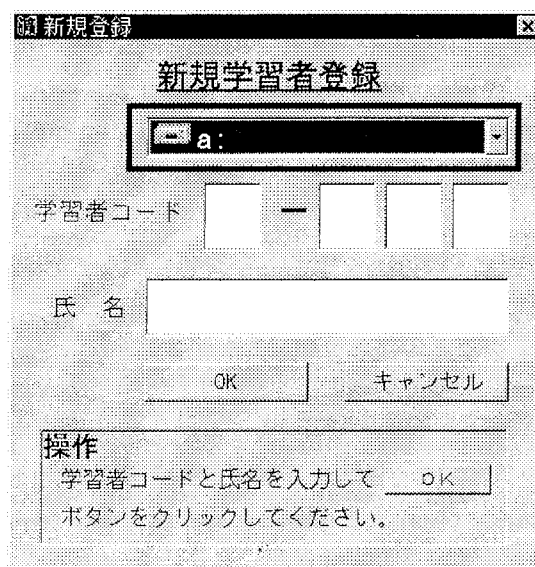 新規登録
新規学習者登録
a:
学習者コード ー
氏 名
OK キャンセル
操作
学習者コードと氏名を入力して OK
ボタンをクリックしてください。